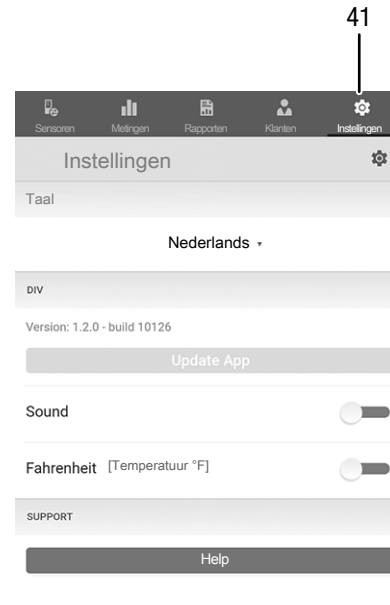 41
Sensoren Metingen Rapporten Klanten Instellingen
Instellingen
Taal
Nederlands
DIV
Version: 1.2.0 - build 10126
Update App
Sound
Fahrenheit [Temperatuur °F]
SUPPORT
Help